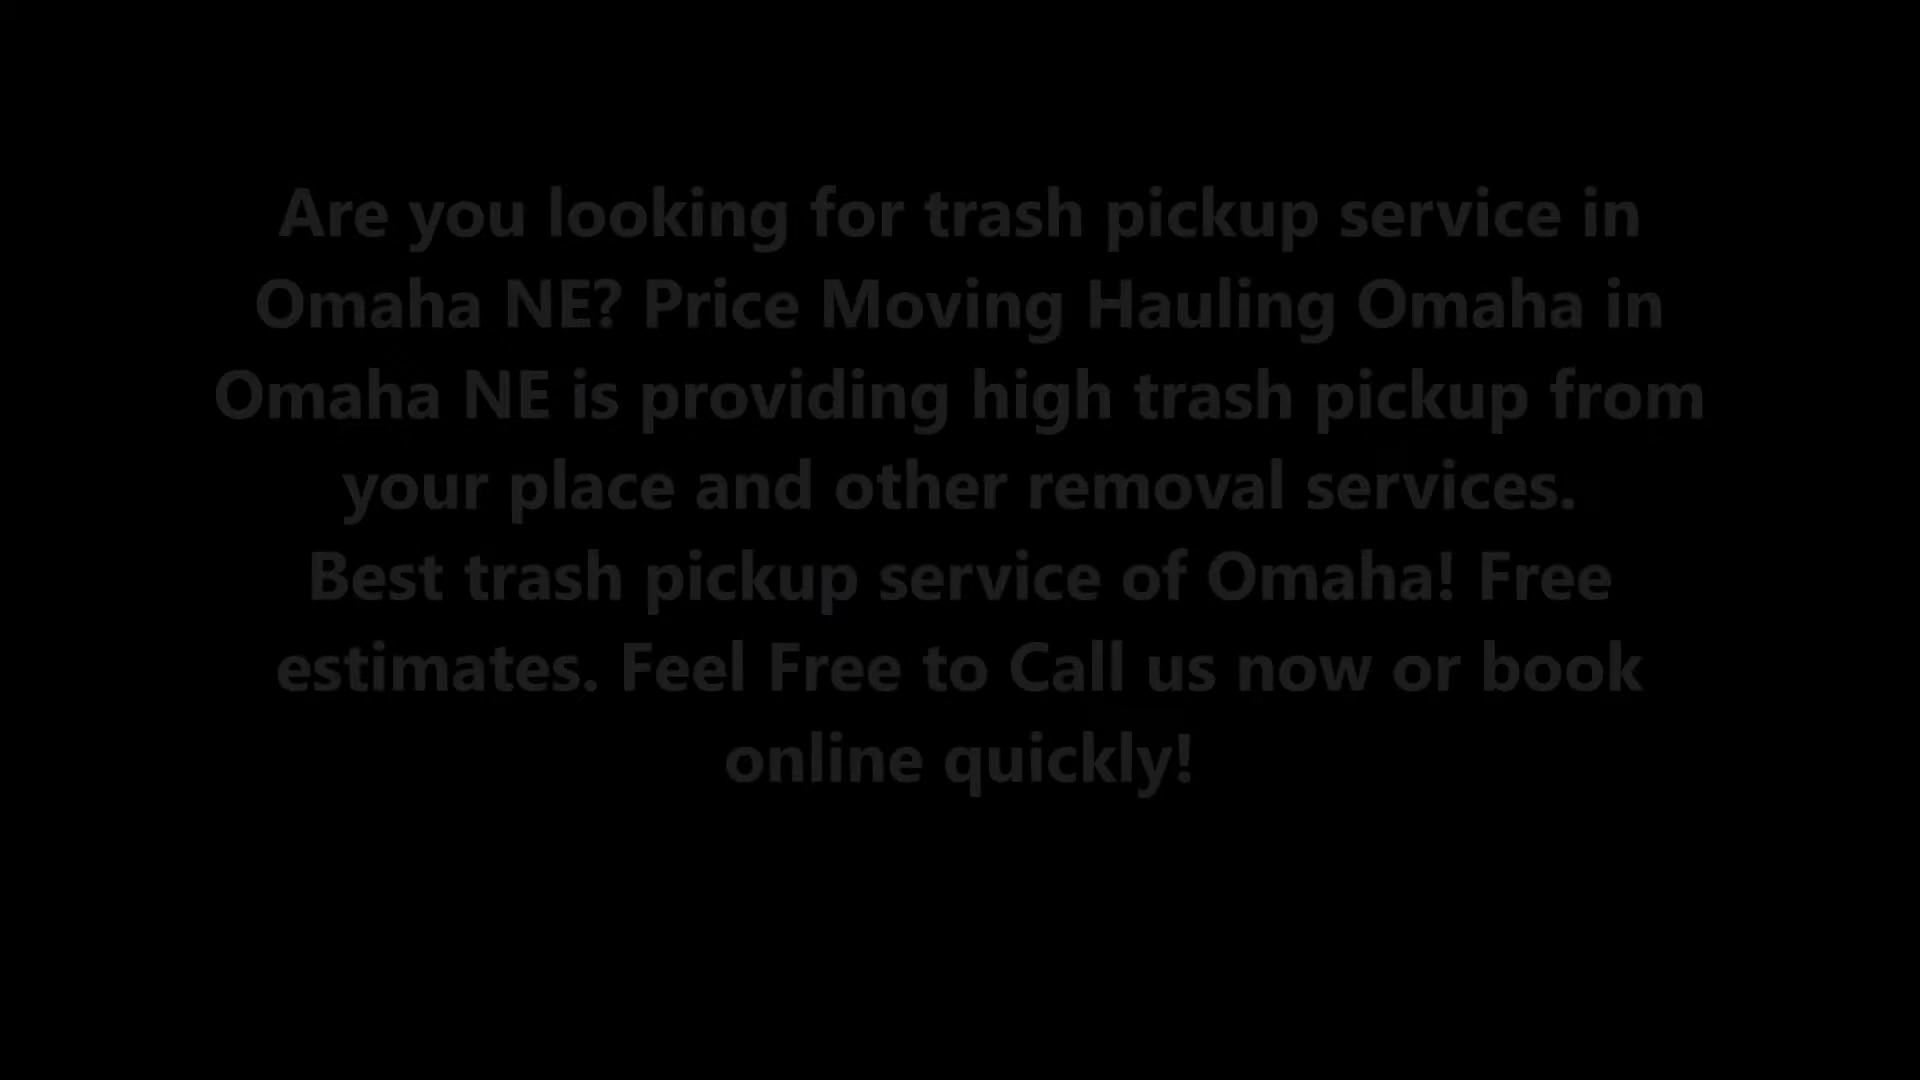 Are you looking for trash pickup service in
Omaha NE? Price Moving Hauling Omaha in
Omaha NE is providing high trash pickup from
your place and other removal services.
Best trash pickup service of Omaha! Free
estimates. Feel Free to Call us now or book
online quickly!